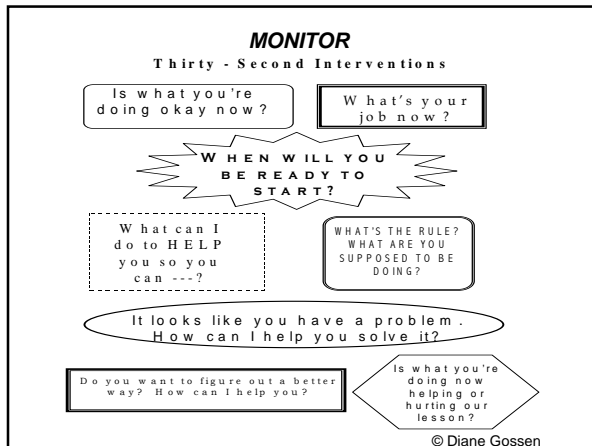 MONITOR
Thirty - Second Interventions
Is what you're
doing okay now?
What's your
job now?
WHEN WILL YOU
BE READY TO
START?
What can I
do to HELP
you so you
can ---?
WHAT'S THE RULE?
WHAT ARE YOU
SUPPOSED TO BE
DOING?
It looks like you have a problem.
How can I help you solve it?
Do you want to figure out a better
way? How can I help you?
Is what you're
doing now
helping or
hurting our
lesson?
© Diane Gossen